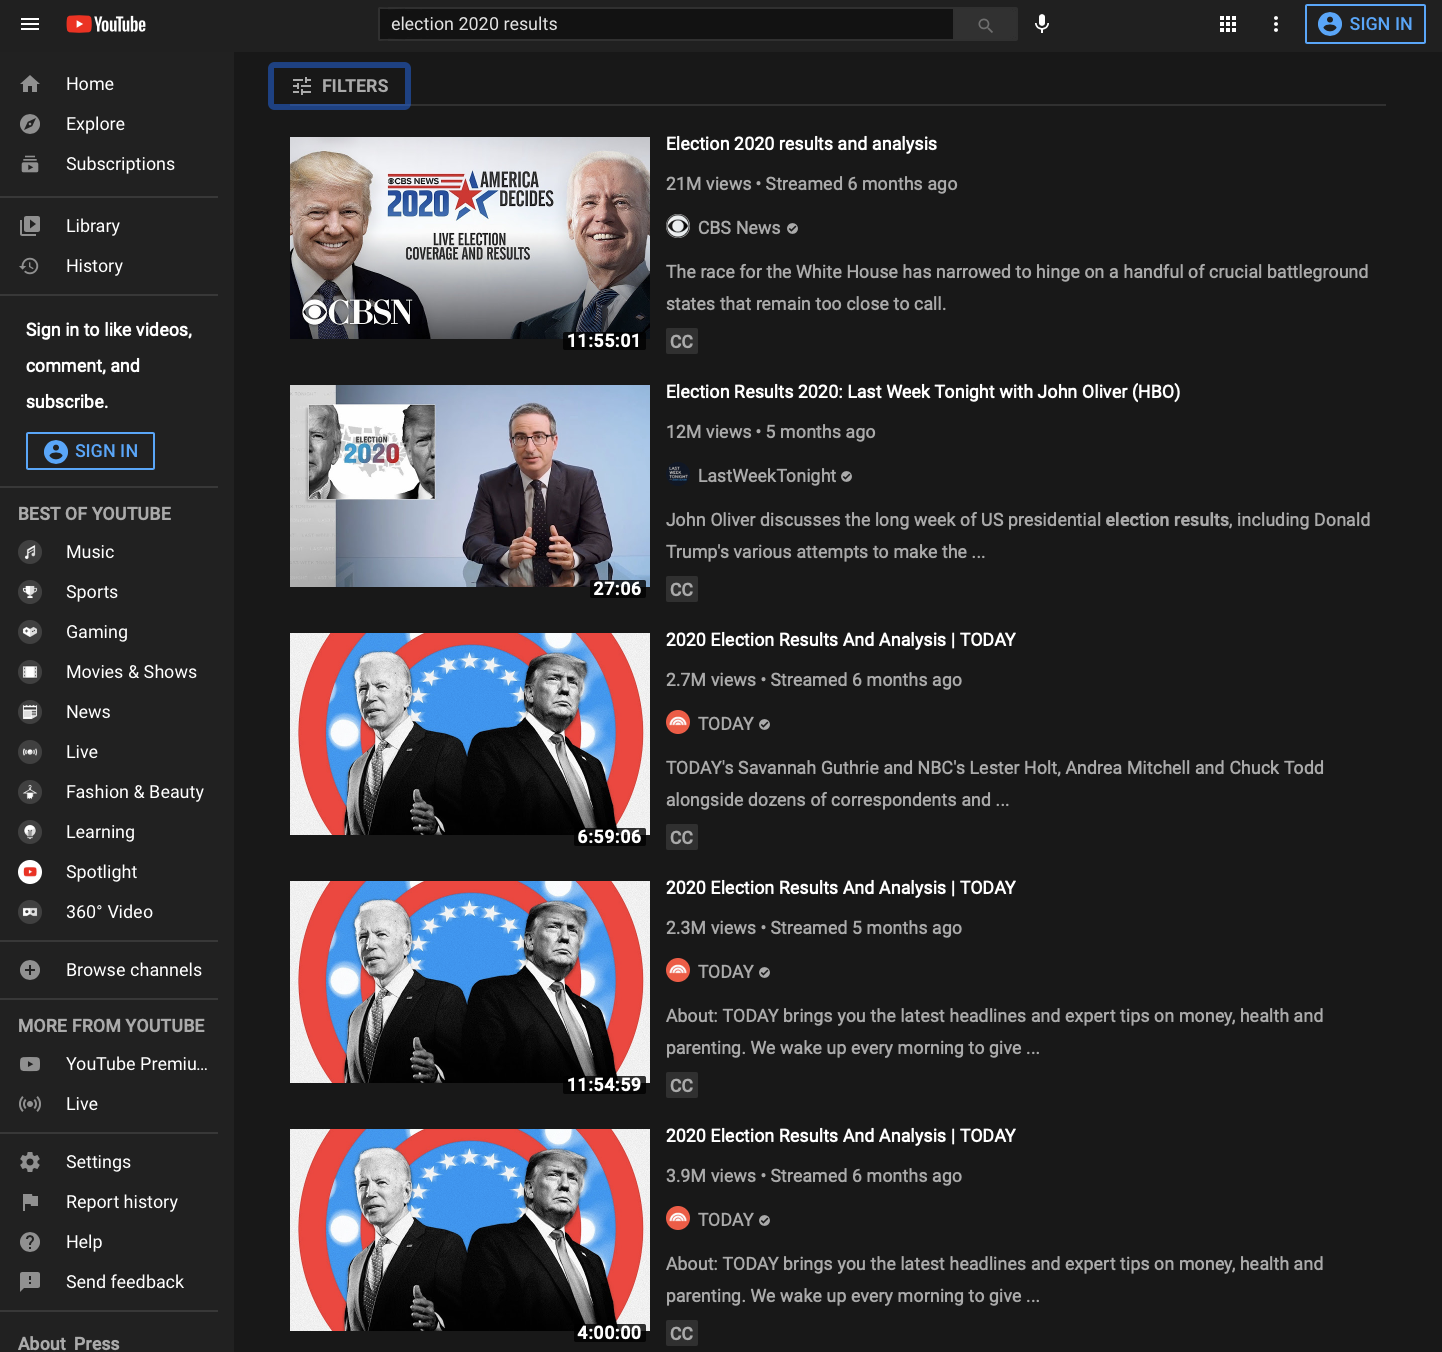 YouTube
election 2020 results
SIGN IN
Home
Explore
Subscriptions
Library
History
Sign in to like videos,
comment, and
subscribe.
SIGN IN
BEST OF YOUTUBE
Music
Sports
Gaming
Movies & Shows
News
Live
Fashion & Beauty
Learning
Spotlight
360° Video
Browse channels
MORE FROM YOUTUBE
YouTube Premiu...
Live
Settings
Report history
Help
Send feedback
About Press
FILTERS
CBS NEWS
2020 AMERICA
DECIDES
LIVE ELECTION
COVERAGE AND RESULTS
CBSN
11:55:01
Election 2020 results and analysis
21M views • Streamed 6 months ago
CBS News
The race for the White House has narrowed to hinge on a handful of crucial battleground
states that remain too close to call.
CC
ELECTION
2020
27:06
Election Results 2020: Last Week Tonight with John Oliver (HBO)
12M views • 5 months ago
LAST
WEEK
TONIGHT
LastWeekTonight
John Oliver discusses the long week of US presidential election results, including Donald
Trump's various attempts to make the ...
CC
6:59:06
2020 Election Results And Analysis | TODAY
2.7M views • Streamed 6 months ago
TODAY
TODAY's Savannah Guthrie and NBC's Lester Holt, Andrea Mitchell and Chuck Todd
alongside dozens of correspondents and ...
CC
11:54:59
2020 Election Results And Analysis | TODAY
2.3M views • Streamed 5 months ago
TODAY
About: TODAY brings you the latest headlines and expert tips on money, health and
parenting. We wake up every morning to give ...
CC
4:00:00
2020 Election Results And Analysis | TODAY
3.9M views • Streamed 6 months ago
TODAY
About: TODAY brings you the latest headlines and expert tips on money, health and
parenting. We wake up every morning to give ...
CC